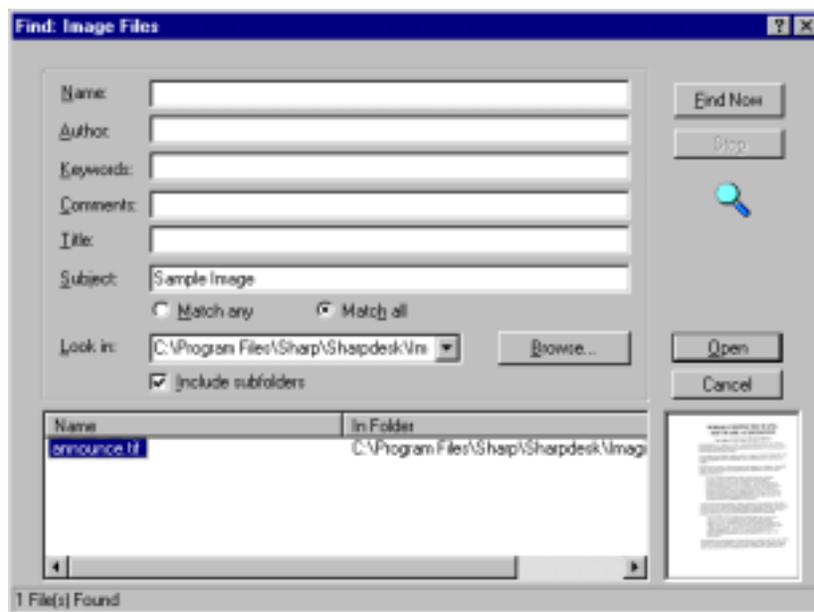 Find: Image Files
Name:
Find Now
Author:
Stop
Keywords:
Comments:
Title:
Subject: Sample Image
Match any Match all
Look in: C:\Program Files\Sharp\Sharpdesk\Im Browse... Open
Include subfolders Cancel
Name In Folder
announce.tif C:\Program Files\Sharp\Sharpdesk\Imagi
1 File(s) Found